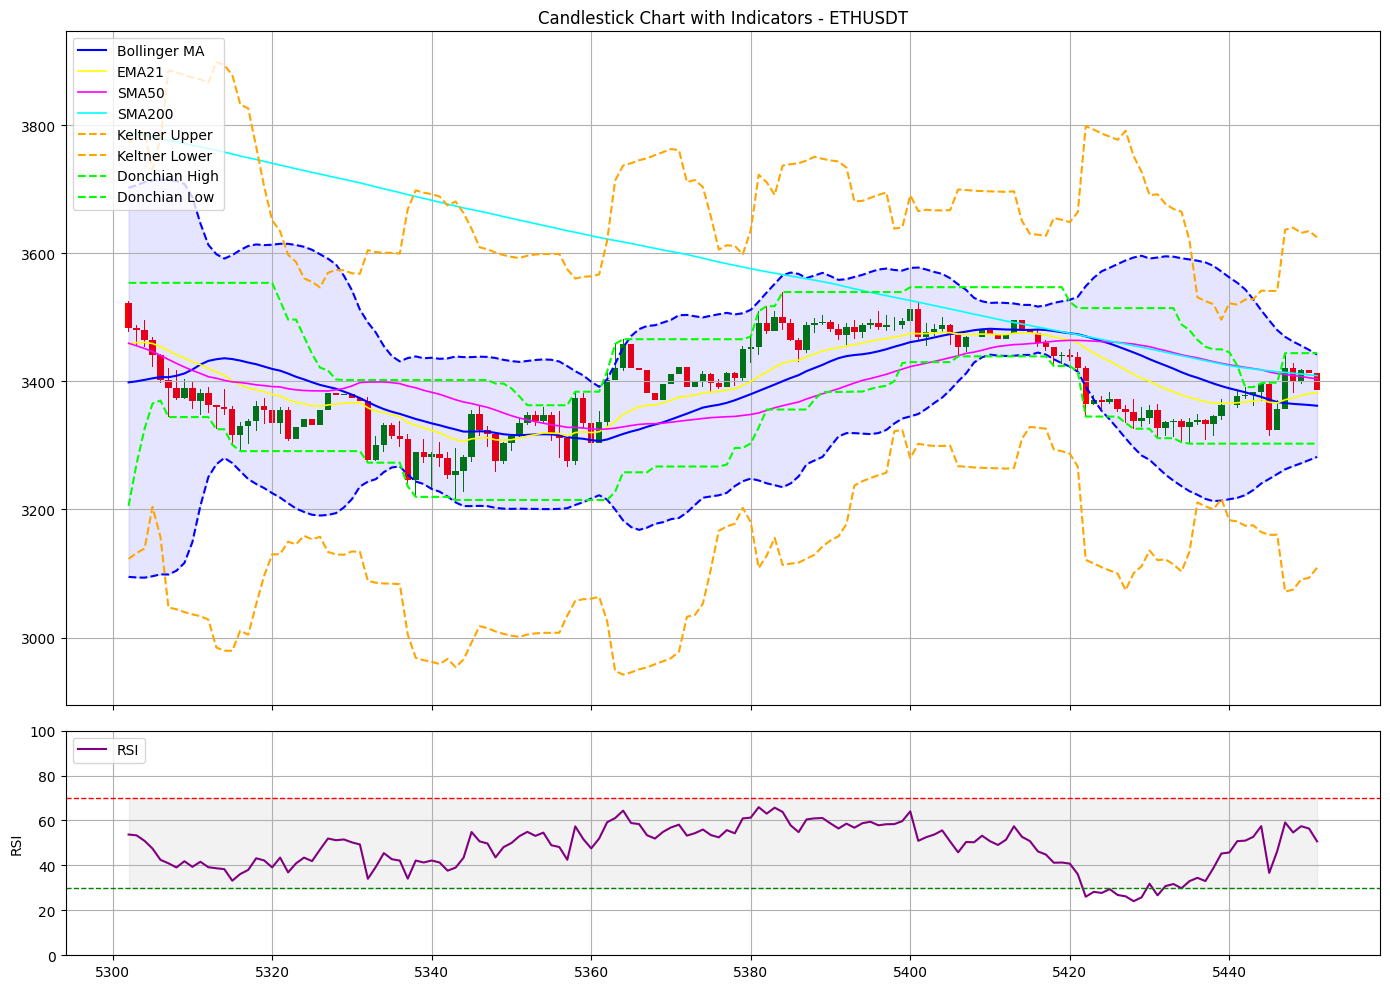 Candlestick Chart with Indicators - ETHUSDT
Bollinger MA
EMA21
SMA50
SMA200
Keltner Upper
Keltner Lower
Donchian High
Donchian Low
3800
3600
3400
3200
3000
RSI
100
80
60
40
20
0
RSI
5300 5320 5340 5360 5380 5400 5420 5440